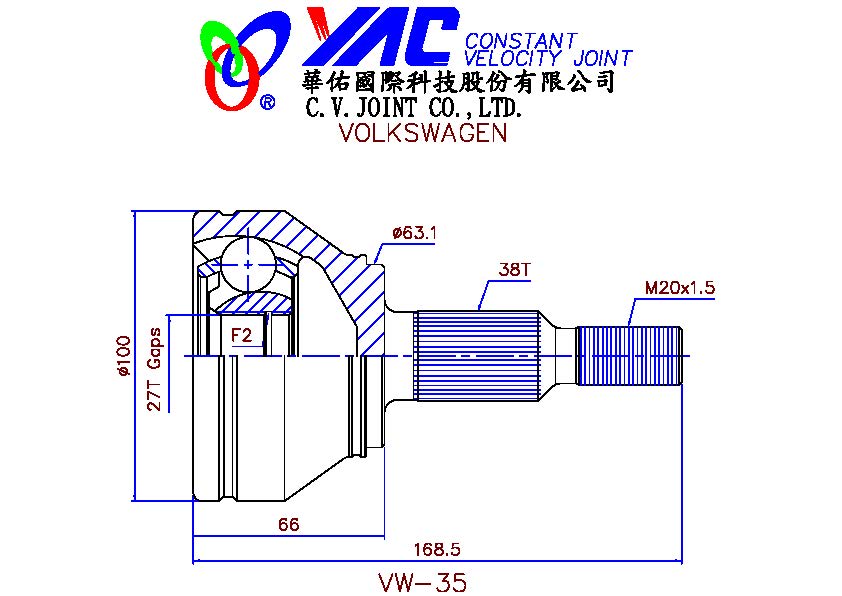 YAC CONSTANT
VELOCITY JOINT
®
華佑國際科技股份有限公司
C.V.JOINT CO.,LTD.
VOLKSWAGEN
ø63.1
38T
M20x1.5
F2
ø100
27T Gaps
66
168.5
VW-35